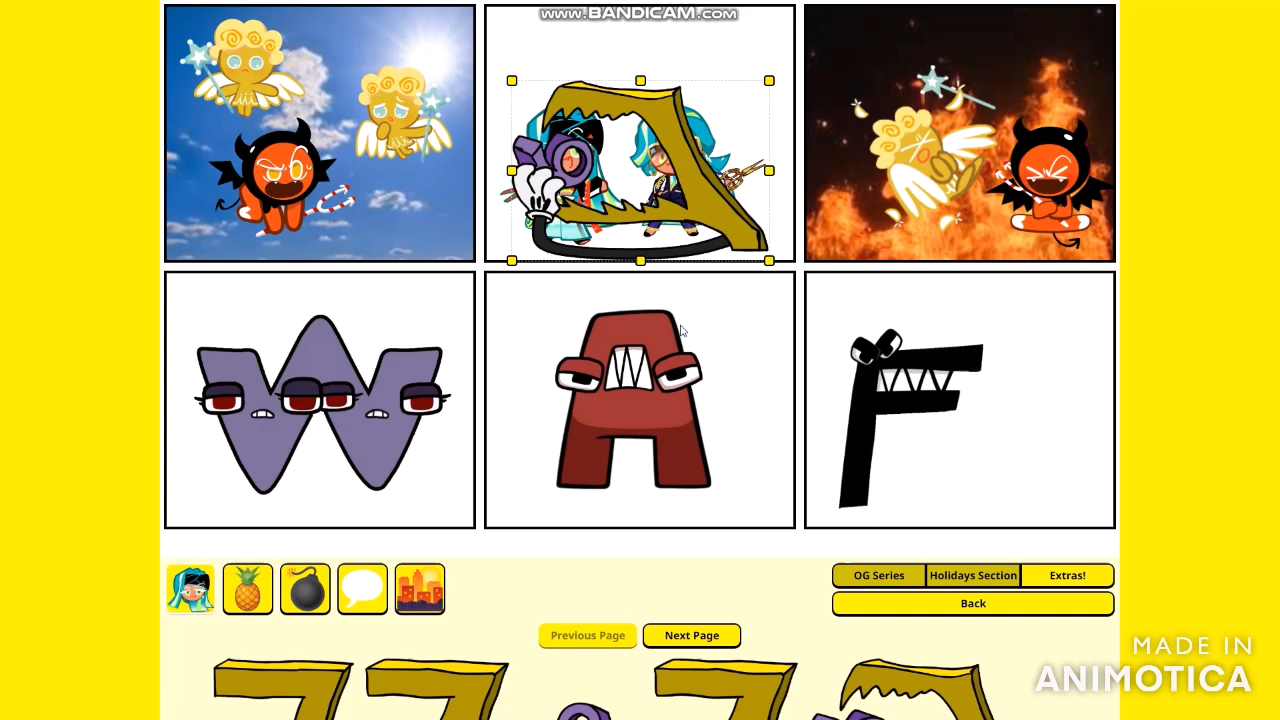 www.BANDICAM.com
OG Series
Holidays Section
Extras!
Back
Previous Page
Next Page
MADE IN
ANIMOTICA